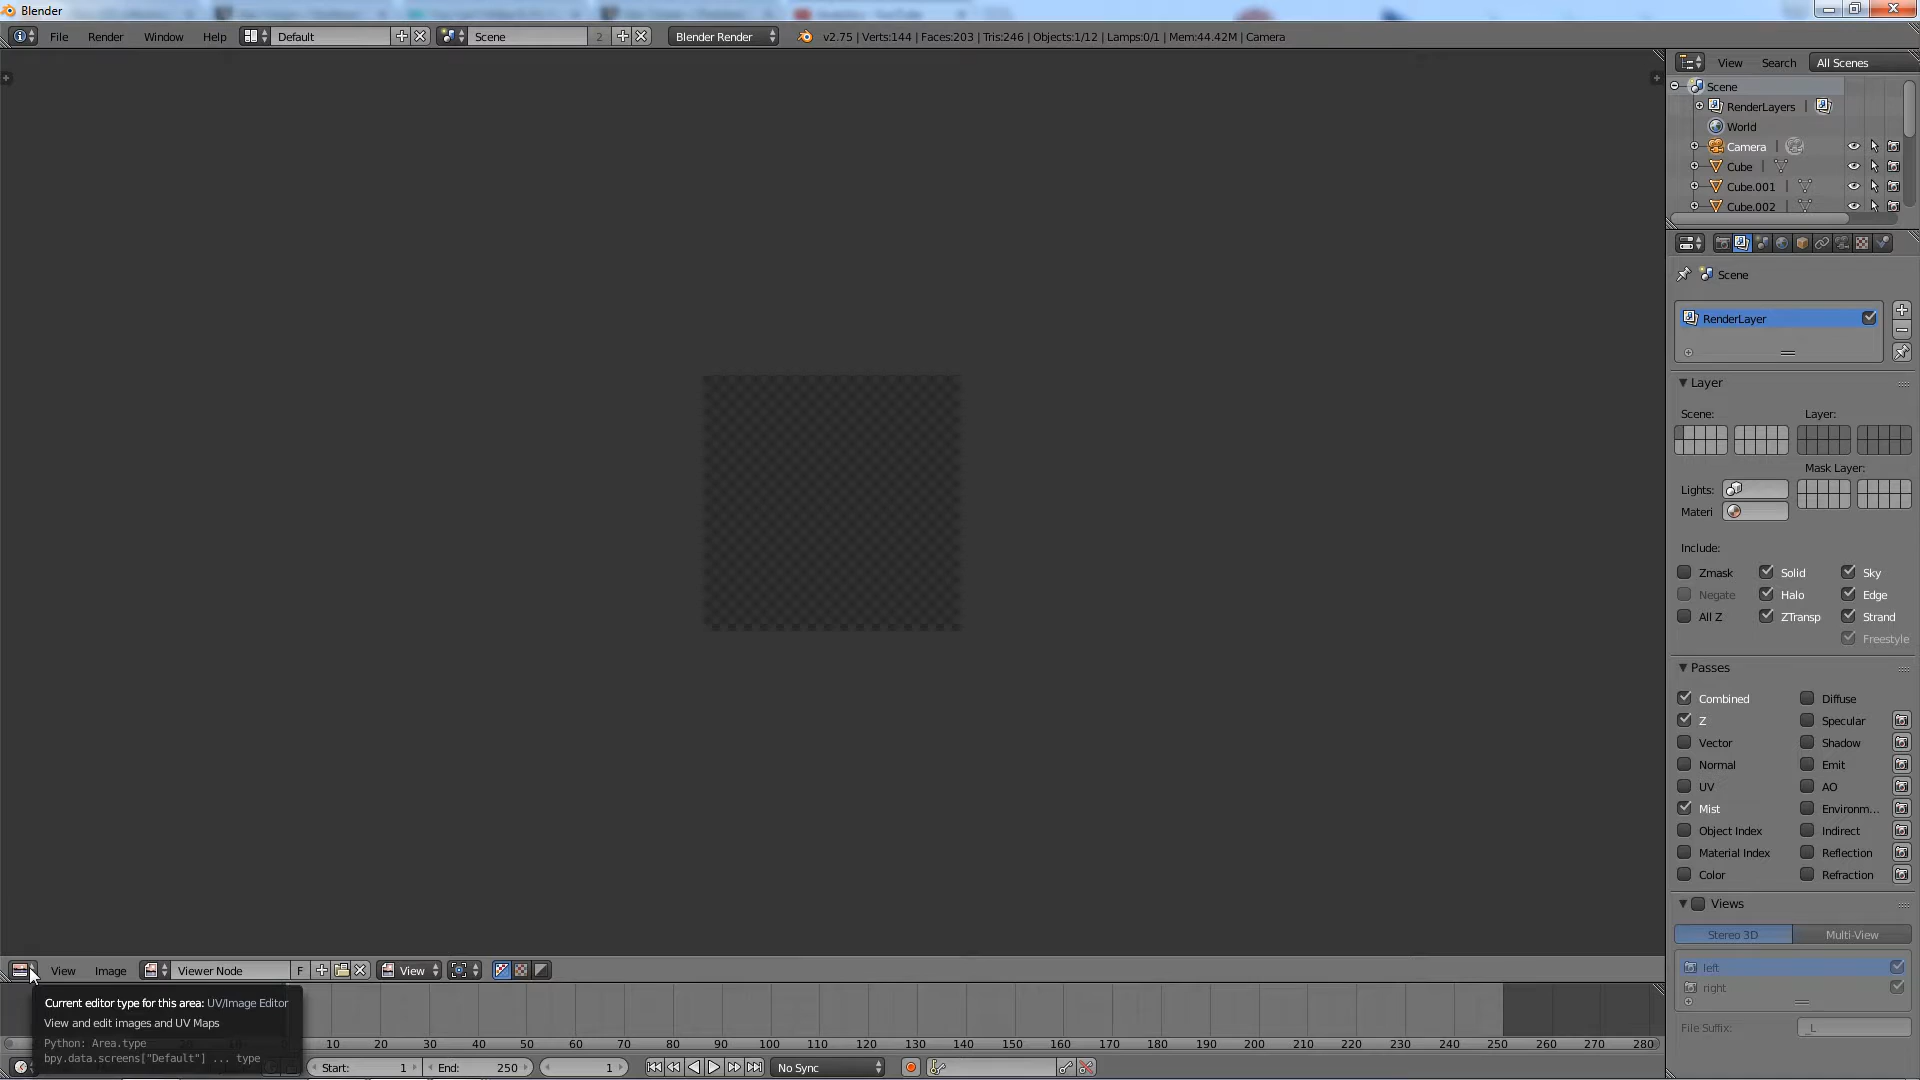 Blender
File Render Window Help Default Scene 2 Blender Render v2.75 | Verts:144 | Faces:203 | Tris:246 | Objects:1/12 | Lamps:0/1 | Mem:44.42M | Camera
View Search All Scenes
Scene
RenderLayers |
World
Camera |
Cube |
Cube.001 |
Cube.002 |
Scene
RenderLayer
Layer
Scene: Layer:
Mask Layer:
Lights:
Materi
Include:
Zmask Solid Sky
Negate Halo Edge
All Z ZTransp Strand
Freestyle
Passes
Combined Diffuse
Z Specular
Vector Shadow
Normal Emit
UV AO
Mist Environm...
Object Index Indirect
Material Index Reflection
Color Refraction
Views
Stereo 3D Multi-View
left
right
File Suffix: _L
View Image Viewer Node F View
Current editor type for this area: UV/Image Editor
View and edit images and UV Maps
Python: Area.type
bpy.data.screens["Default"] ... type
10 20 30 40 50 60 70 80 90 100 110 120 130 140 150 160 170 180 190 200 210 220 230 240 250 260 270 280
Start: 1 End: 250 1 No Sync